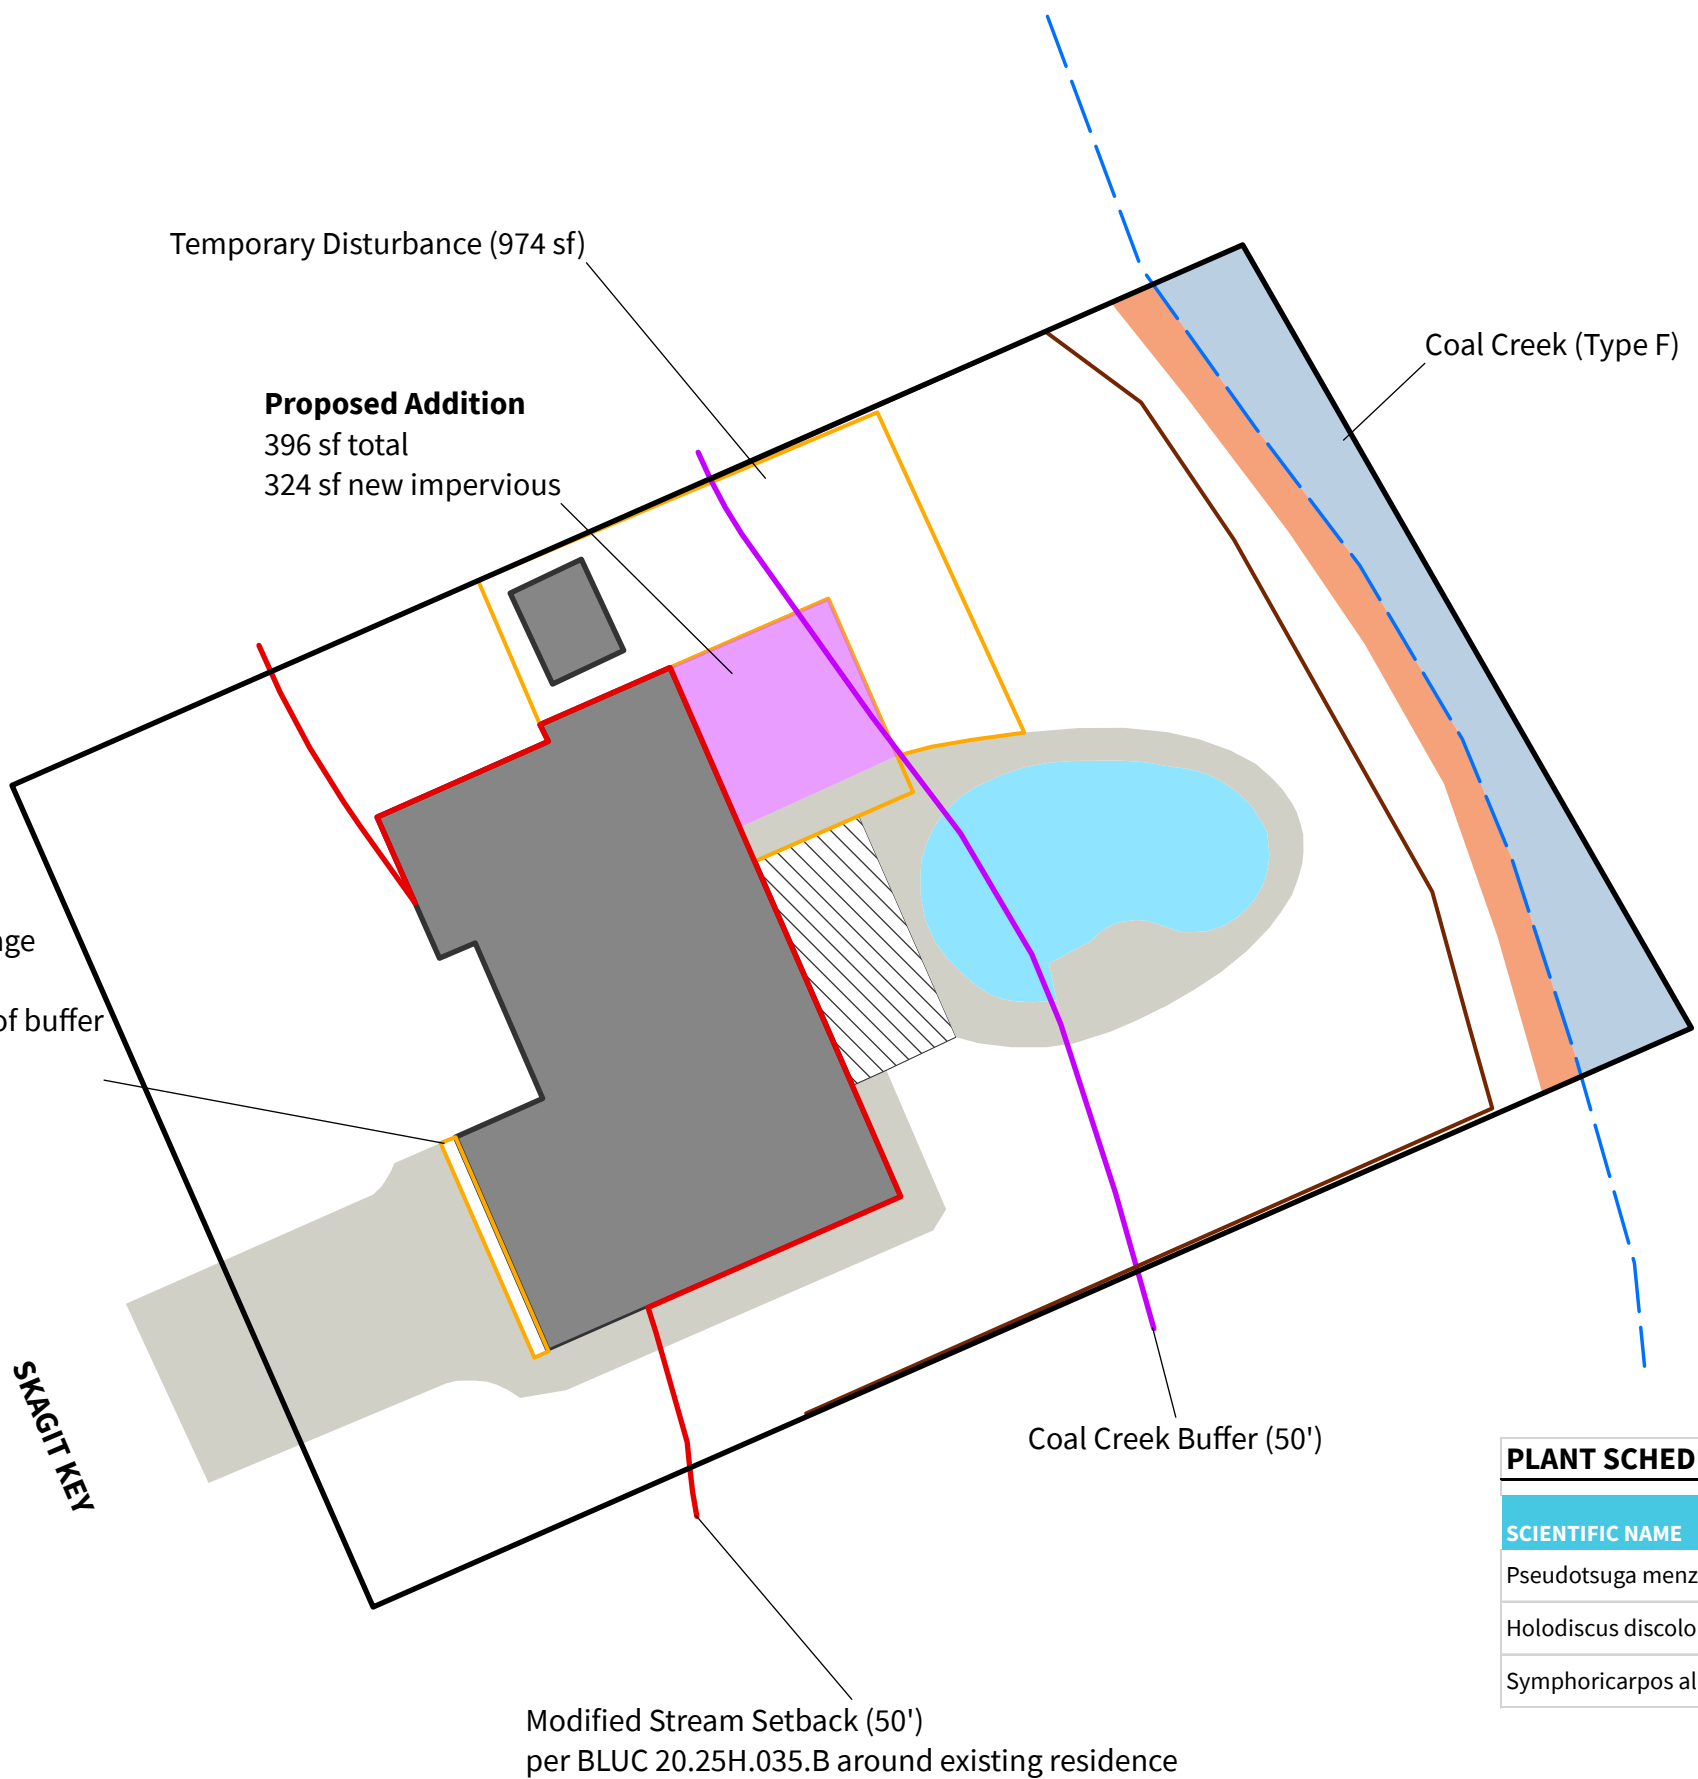 Temporary Disturbance (974 sf)
Coal Creek (Type F)
Proposed Addition
396 sf total
324 sf new impervious
of buffer
SKAGIT KEY
Coal Creek Buffer (50')
PLANT SCHED
SCIENTIFIC NAME
Pseudotsuga menz
Holodiscus discolo
Symphoricarpos al
Modified Stream Setback (50')
per BLUC 20.25H.035.B around existing residence